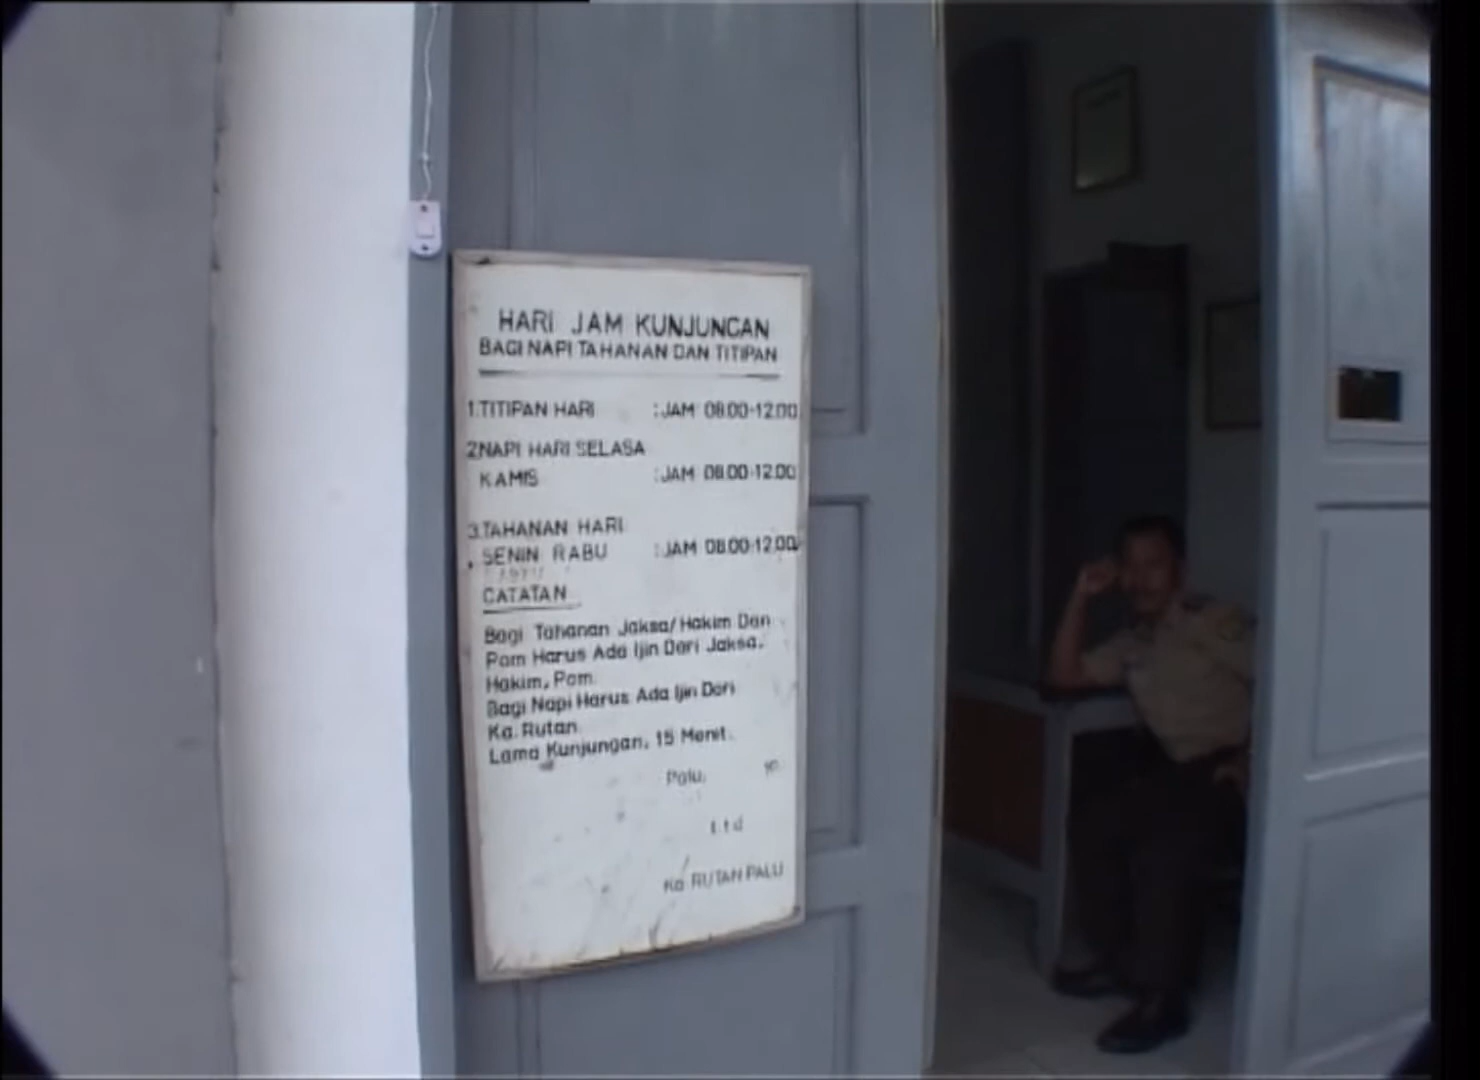 HARI JAM KUNJUNGAN
BAGI NAPI TAHANAN DAN TITIPAN
1.TITIPAN HARI :JAM 08.00-12.00
2.NAPI HARI SELASA
KAMIS :JAM 08.00-12.00
3.TAHANAN HARI
SENIN RABU :JAM 08.00-12.00
CATATAN
Bagi Tahanan Jaksa/Hakim Dan
Pom Harus Ada Ijin Dari Jaksa,
Hakim, Pom.
Bagi Napi Harus Ada Ijin Dari
Ka. Rutan.
Lama Kunjungan, 15 Menit.
Palu,
t.t.d
Ka RUTAN PALU